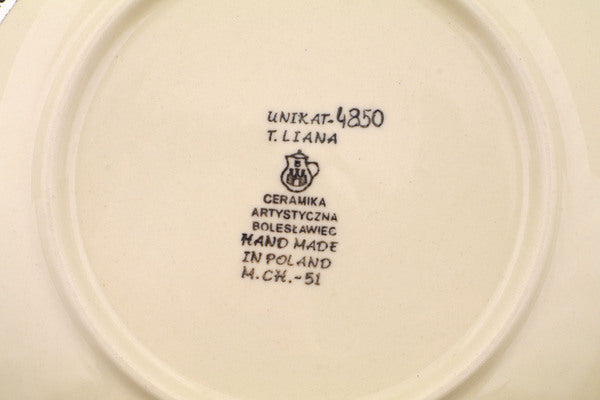 UNIKAT-4850
T. LIANA
B
CERAMIKA
ARTYSTYCZNA
BOLESŁAWIEC
HAND MADE
IN POLAND
M.CH.-51